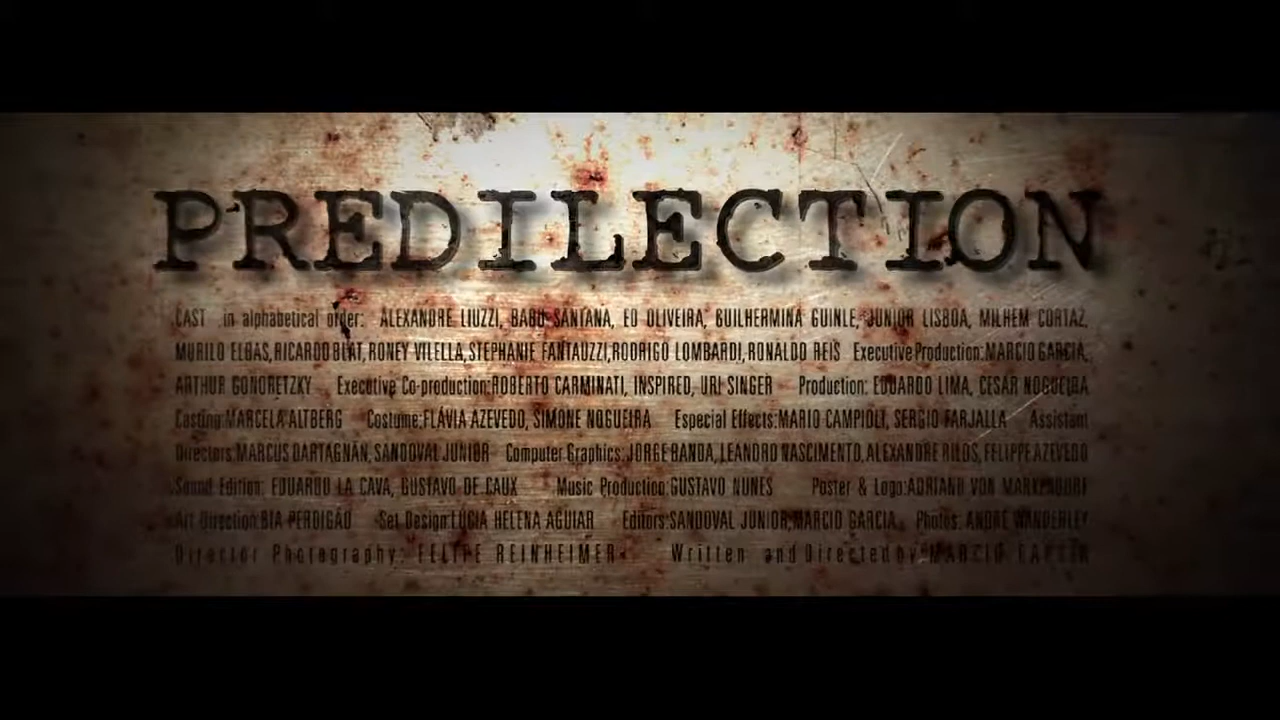 PREDILECTION
CAST in alphabetical order: ALEXANDRE LIUZZI, BABU SANTANA, ED OLIVEIRA, BUILHERMINA GUINLE, JUNIOR LISBOA, MILHEM CORTAZ,
MURILO ELBAS, RICARDO BLAT, RONEY VILELLA, STEPHANIE FANTAUZZI, RODRIGO LOMBARDI, RONALDO REIS Executive Production: MARCIO GARCIA,
ARTHUR GONORETZKY Executive Co-production: ROBERTO CARMINATI, INSPIRED, URI SINGER Production: EDUARDO LIMA, CESAR NOGUEIRA
Casting: MARCELA ALTBERG Costume: FLÁVIA AZEVEDO, SIMONE NOGUEIRA Especial Effects: MARIO CAMPIOLI, SERGIO FARJALLA Assistant
Directors: MARCUS DARTAGNÃN, SANDOVAL JUNIOR Computer Graphics: JORGE BANDA, LEANDRO NASCIMENTO, ALEXANDRE FELIPPE AZEVEDO
Sound Edition: EDUARDO LA CAVA, GUSTAVO DE CAUX Music Production: GUSTAVO NUNES Poster & Logo: ADRIANO VON MARKENDORF
Art Direction: BIA PERDIGÃO Set Design: LUCIA HELENA AGUIAR Editors: SANDOVAL JUNIOR, MARCIO GARCIA Photos: ANDRÉ WANDERLEY
Director Photography: FELIPE REINHEIMER Written and Directed by MARCIO GARCIA